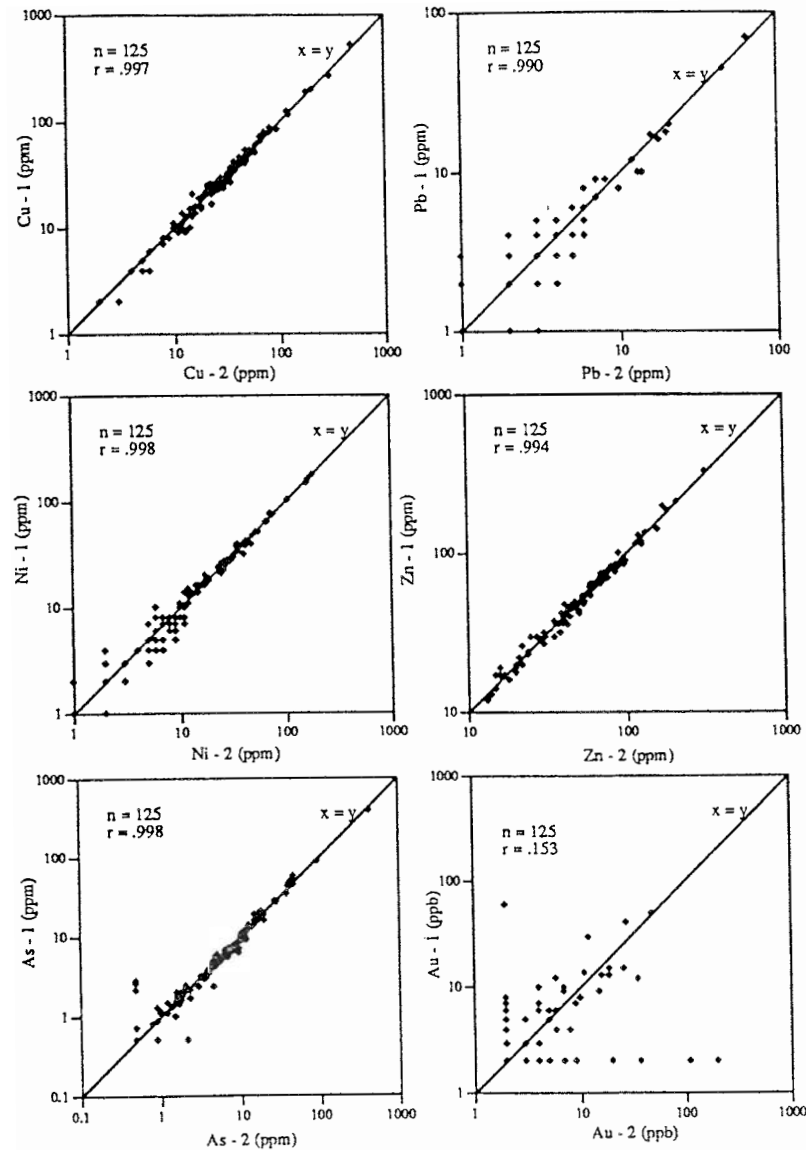 1000
100
10
1
Cu - 1 (ppm)
n = 125
r = .997
x = y
1
10
100
1000
Cu - 2 (ppm)
100
10
1
Pb - 1 (ppm)
n = 125
r = .990
x = y
1
10
100
Pb - 2 (ppm)
1000
100
10
1
Ni - 1 (ppm)
n = 125
r = .998
x = y
1
10
100
1000
Ni - 2 (ppm)
1000
100
10
Zn - 1 (ppm)
n = 125
r = .994
x = y
10
100
1000
Zn - 2 (ppm)
1000
100
10
1
0.1
As - 1 (ppm)
n = 125
r = .998
x = y
0.1
1
10
100
1000
As - 2 (ppm)
1000
100
10
1
Au - 1 (ppb)
n = 125
r = .153
x = y
1
10
100
1000
Au - 2 (ppb)